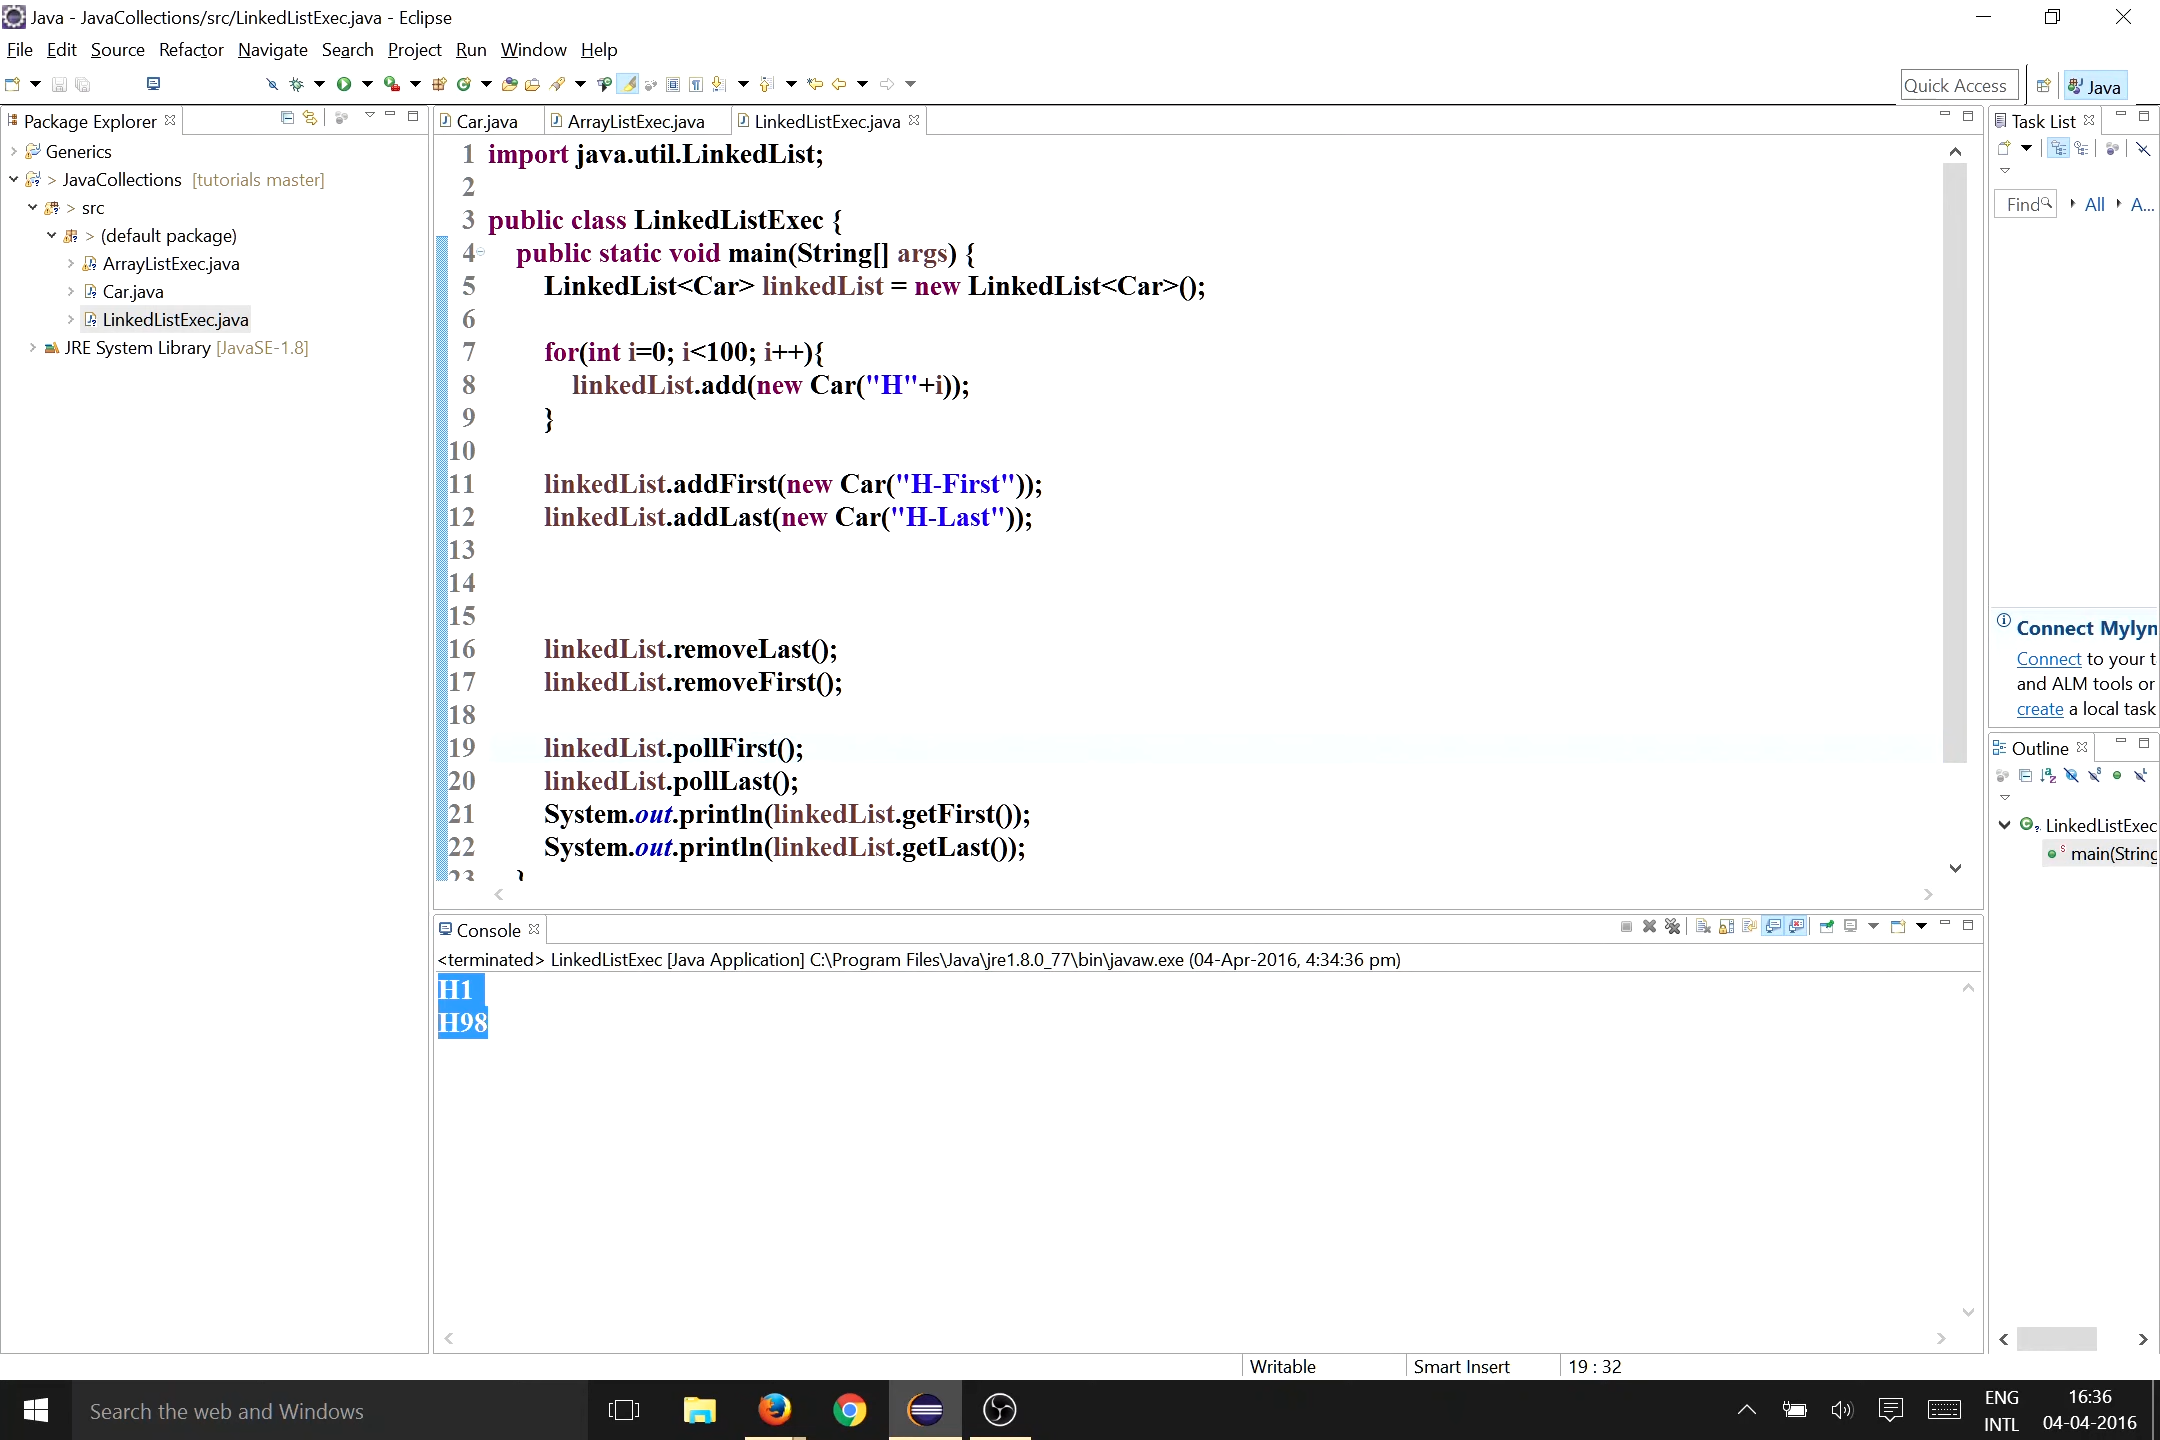 Java - JavaCollections/src/LinkedListExec.java - Eclipse
File Edit Source Refactor Navigate Search Project Run Window Help
Quick Access
Java
Package Explorer
Generics
> JavaCollections [tutorials master]
> src
> (default package)
ArrayListExec.java
Car.java
LinkedListExec.java
JRE System Library [JavaSE-1.8]
Car.java ArrayListExec.java LinkedListExec.java
1 import java.util.LinkedList;
2
3 public class LinkedListExec {
4 public static void main(String[] args) {
5 LinkedList<Car> linkedList = new LinkedList<Car>();
6
7 for(int i=0; i<100; i++){
8 linkedList.add(new Car("H"+i));
9 }
10
11 linkedList.addFirst(new Car("H-First"));
12 linkedList.addLast(new Car("H-Last"));
13
14
15
16 linkedList.removeLast();
17 linkedList.removeFirst();
18
19 linkedList.pollFirst();
20 linkedList.pollLast();
21 System.out.println(linkedList.getFirst());
22 System.out.println(linkedList.getLast());
23 }
Console
<terminated> LinkedListExec [Java Application] C:\Program Files\Java\jre1.8.0_77\bin\javaw.exe (04-Apr-2016, 4:34:36 pm)
H1
H98
Task List
Find All A...
Connect Mylyn
Connect to your t
and ALM tools or
create a local task
Outline
LinkedListExec
main(String
Writable Smart Insert 19 : 32
Search the web and Windows
ENG
INTL
16:36
04-04-2016